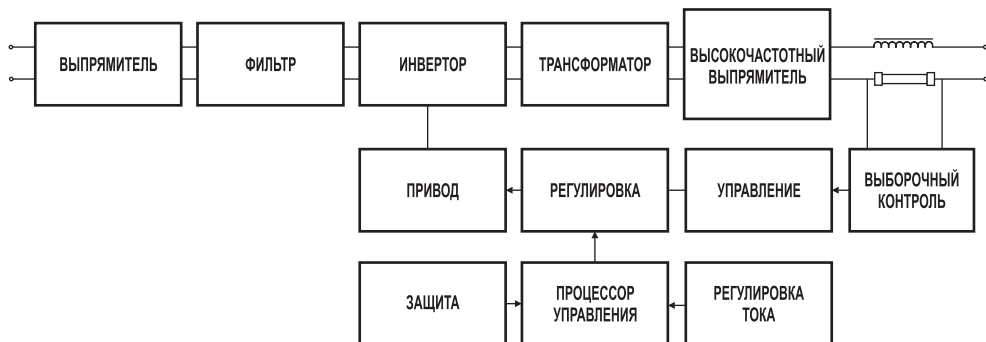 ВЫПРЯМИТЕЛЬ
ФИЛЬТР
ИНВЕРТОР
ТРАНСФОРМАТОР
ВЫСОКОЧАСТОТНЫЙ
ВЫПРЯМИТЕЛЬ
ПРИВОД
РЕГУЛИРОВКА
УПРАВЛЕНИЕ
ВЫБОРОЧНЫЙ
КОНТРОЛЬ
ЗАЩИТА
ПРОЦЕССОР
УПРАВЛЕНИЯ
РЕГУЛИРОВКА
ТОКА